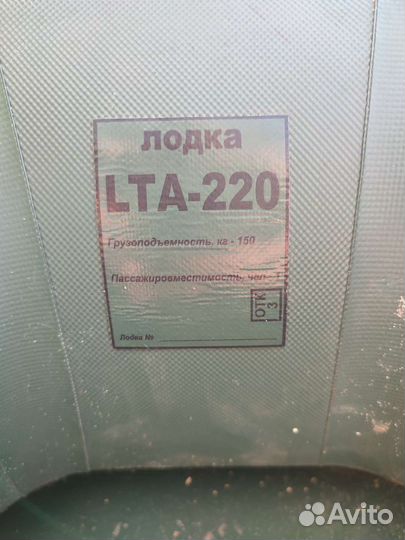 лодка
LTA-220
Грузоподъемность, кг - 150
Пассажировместимость, чел -
ОТК
3
Лодка №
Avito